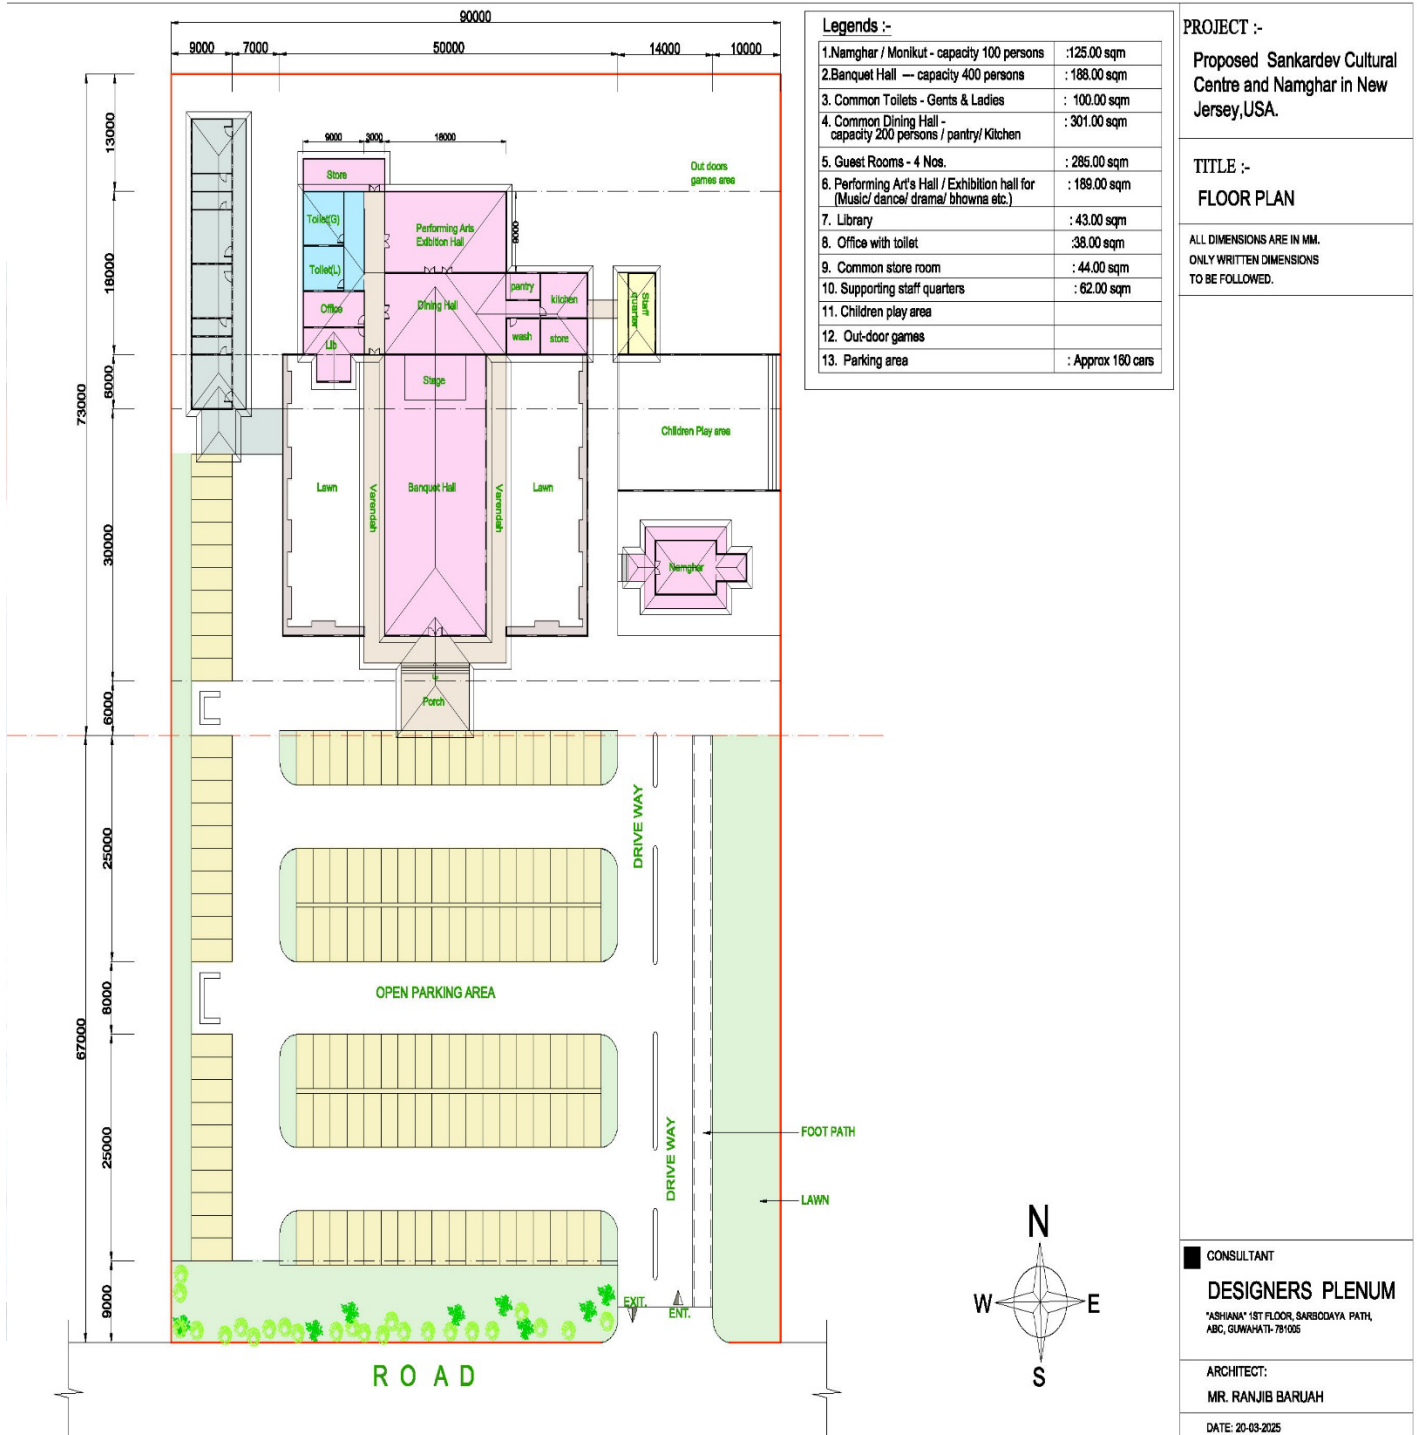 90000
9000
7000
50000
14000
10000
13000
18000
6000
73000
30000
6000
25000
8000
67000
25000
9000
9000
3000
18000
9000
Store
Toilet(G)
Toilet(L)
Office
Lib
Performing Arts
Exibition Hall
Dining Hall
pantry
kitchen
wash
store
Staff
quarter
Out doors
games area
Stage
Lawn
Varandah
Banquet Hall
Varandah
Lawn
Children Play area
Namghar
Porch
DRIVE WAY
OPEN PARKING AREA
DRIVE WAY
FOOT PATH
LAWN
EXIT.
ENT.
ROAD
N
W
E
S
Legends :-
1.Namghar / Monikut - capacity 100 persons :125.00 sqm
2.Banquet Hall --- capacity 400 persons : 188.00 sqm
3. Common Toilets - Gents & Ladies : 100.00 sqm
4. Common Dining Hall - : 301.00 sqm
capacity 200 persons / pantry/ Kitchen
5. Guest Rooms - 4 Nos. : 285.00 sqm
6. Performing Art's Hall / Exhibition hall for : 189.00 sqm
(Music/ dance/ drama/ bhowna etc.)
7. Library : 43.00 sqm
8. Office with toilet :38.00 sqm
9. Common store room : 44.00 sqm
10. Supporting staff quarters : 62.00 sqm
11. Children play area
12. Out-door games
13. Parking area : Approx 160 cars
PROJECT :-
Proposed Sankardev Cultural
Centre and Namghar in New
Jersey,USA.
TITLE :-
FLOOR PLAN
ALL DIMENSIONS ARE IN MM.
ONLY WRITTEN DIMENSIONS
TO BE FOLLOWED.
CONSULTANT
DESIGNERS PLENUM
"ASHIANA" 1ST FLOOR, SARBODAYA PATH,
ABC, GUWAHATI- 781005
ARCHITECT:
MR. RANJIB BARUAH
DATE: 20-03-2025